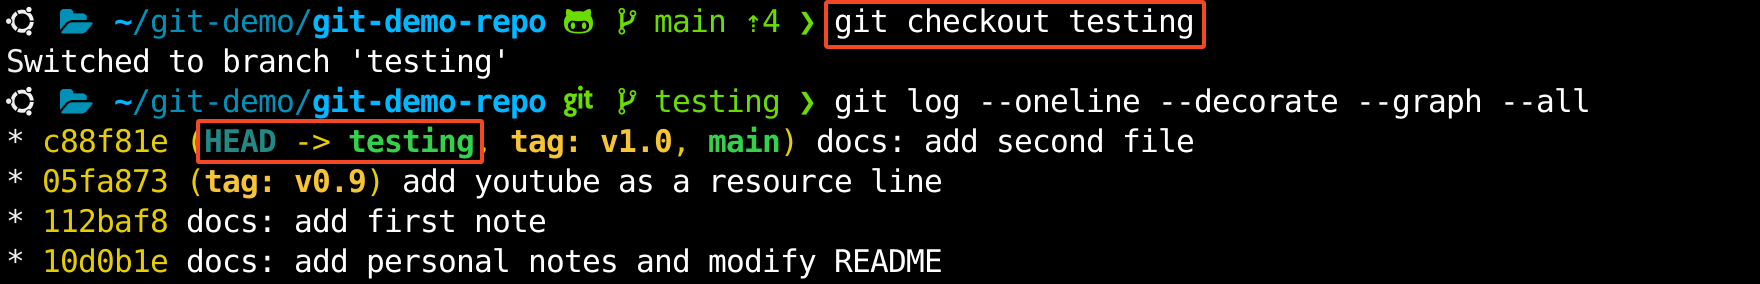 ~/git-demo/git-demo-repo main ⇡4 ❯ git checkout testing
Switched to branch 'testing'
~/git-demo/git-demo-repo git testing ❯ git log --oneline --decorate --graph --all
* c88f81e (HEAD -> testing, tag: v1.0, main) docs: add second file
* 05fa873 (tag: v0.9) add youtube as a resource line
* 112baf8 docs: add first note
* 10d0b1e docs: add personal notes and modify README